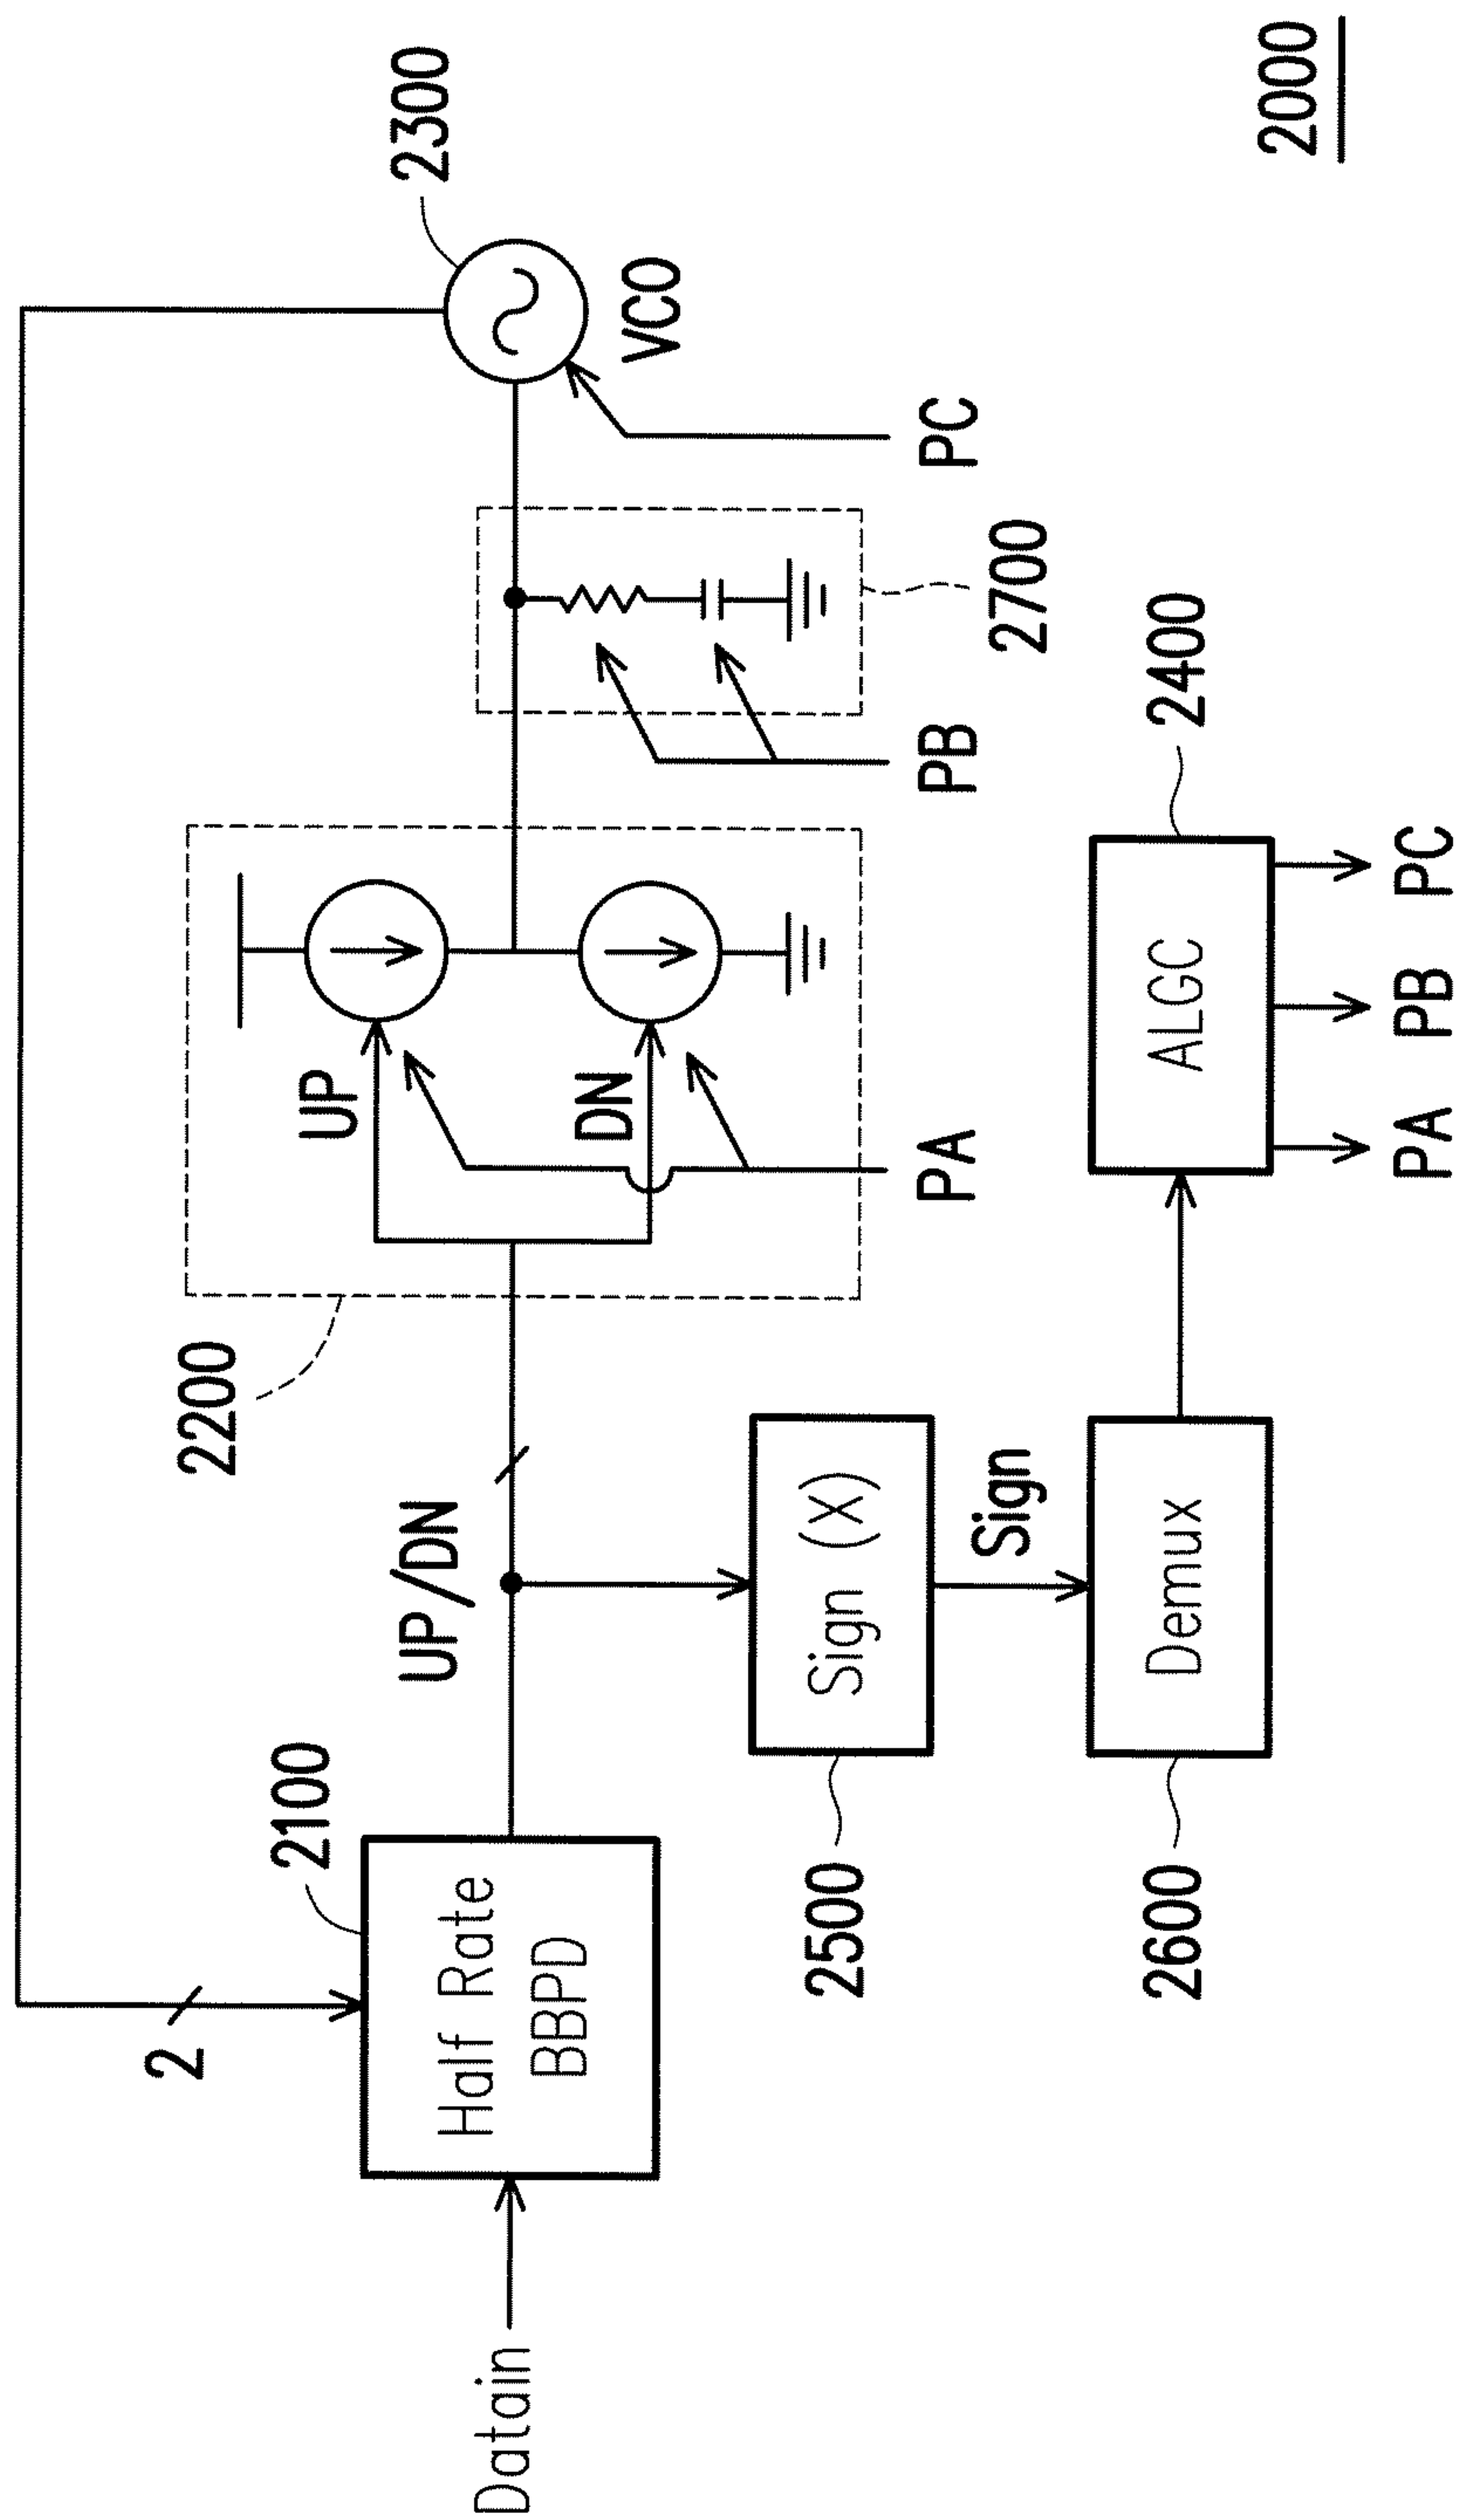 2300
2
2200
UP
2100
UP/DN
VCO
Half Rate
BBPD
DN
Datain
PA
PB
PC
2700
Sign (X)
2500
Sign
2400
Demux
ALGC
2600
PA
PB
PC
2000